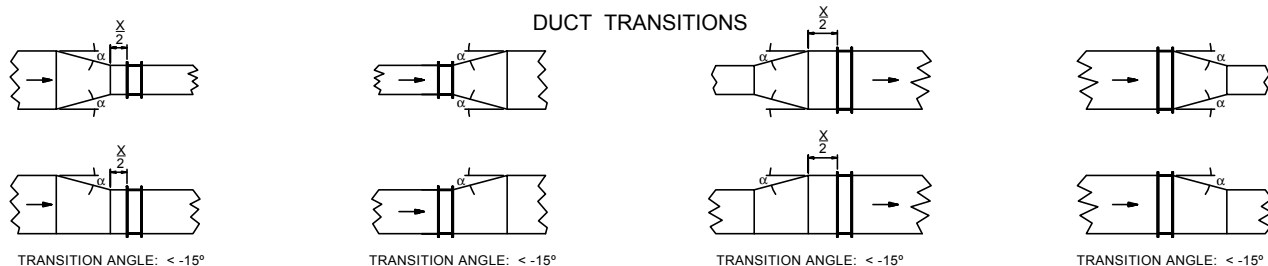 DUCT TRANSITIONS
X
2
α
α
α
α
X
2
α
α
α
α
X
2
α
α
X
2
α
α
TRANSITION ANGLE: < -15º
TRANSITION ANGLE: < -15º
TRANSITION ANGLE: < -15º
TRANSITION ANGLE: < -15º